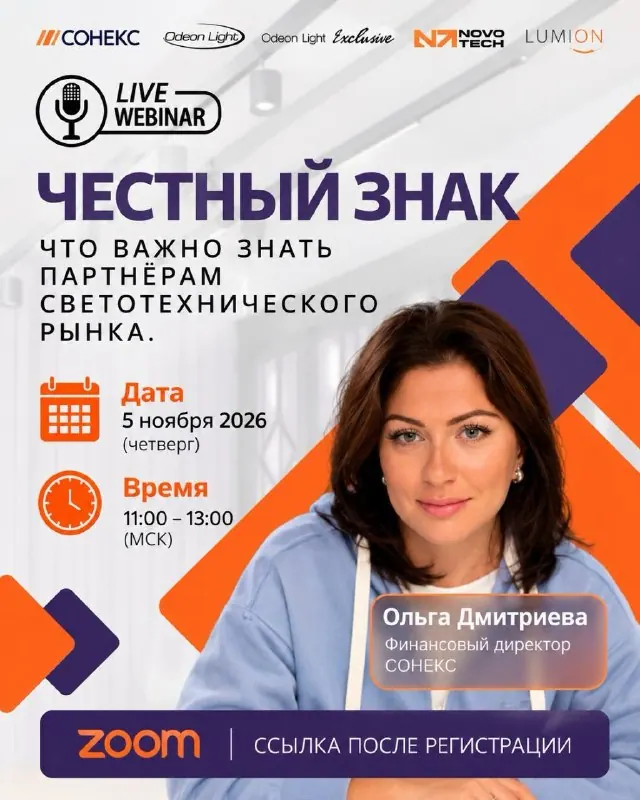 СОНЕКС
Odeon Light
Odeon Light Exclusive
NOVO TECH
LUMION
LIVE
WEBINAR
ЧЕСТНЫЙ ЗНАК
ЧТО ВАЖНО ЗНАТЬ
ПАРТНЁРАМ
СВЕТОТЕХНИЧЕСКОГО
РЫНКА.
Дата
5 ноября 2026
(четверг)
Время
11:00 – 13:00
(МСК)
Ольга Дмитриева
Финансовый директор
СОНЕКС
zoom | ССЫЛКА ПОСЛЕ РЕГИСТРАЦИИ